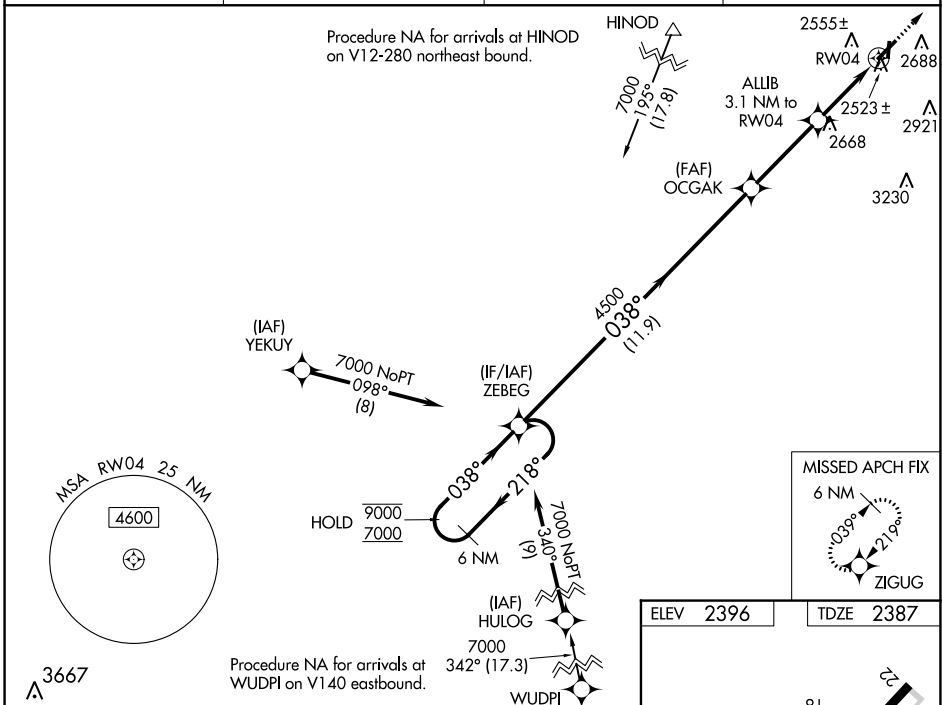 Procedure NA for arrivals at HINOD
on V12-280 northeast bound.
HINOD
7000
195°
(17.8)
2555±
RW04
2688
2523±
ALLIB
3.1 NM to
RW04
2668
2921
3230
(FAF)
OCGAK
4500
038°
(11.9)
(IAF)
YEKUY
7000 NoPT
098°
(8)
(IF/IAF)
ZEBEG
038°
218°
HOLD
9000
7000
6 NM
7000 NoPT
340°
(9)
(IAF)
HULOG
7000
342° (17.3)
WUDPI
Procedure NA for arrivals at
WUDPI on V140 eastbound.
MSA RW04 25 NM
4600
3667
MISSED APCH FIX
6 NM
039°
219°
ZIGUG
ELEV 2396
TDZE 2387
22